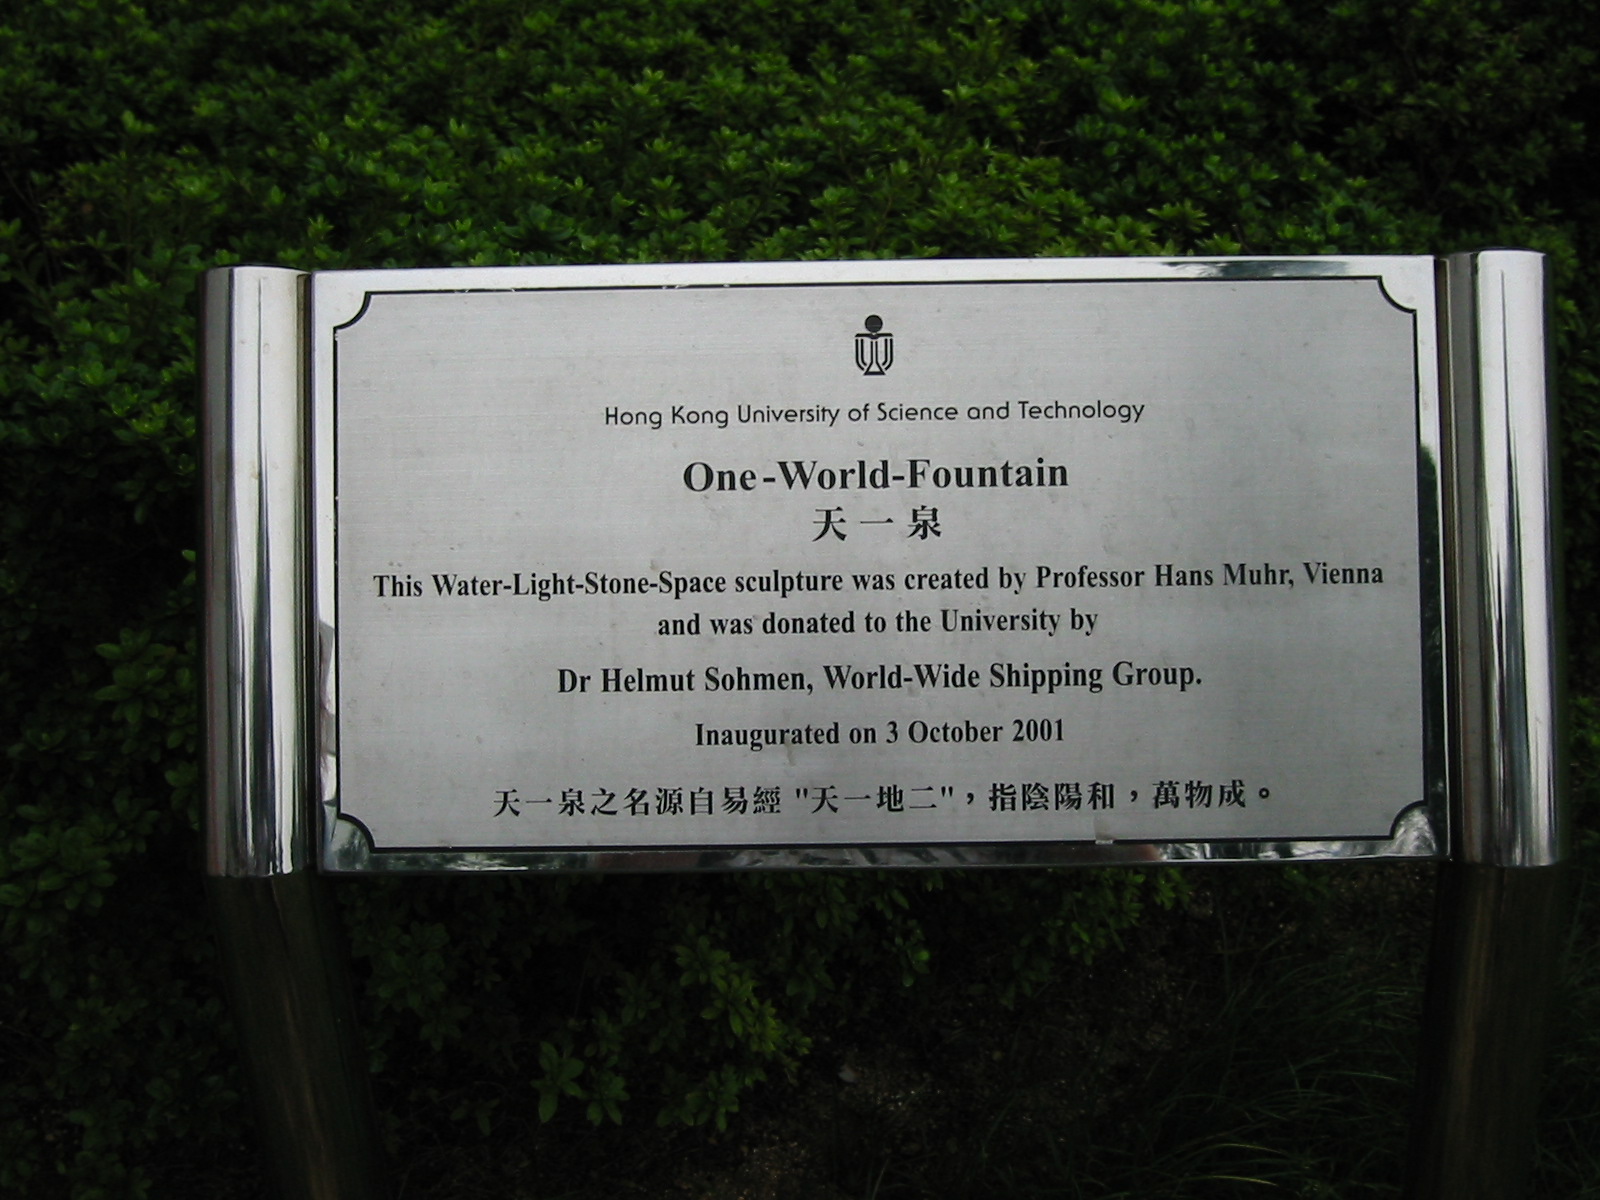 Hong Kong University of Science and Technology
One-World-Fountain
天一泉
This Water-Light-Stone-Space sculpture was created by Professor Hans Muhr, Vienna
and was donated to the University by
Dr Helmut Sohmen, World-Wide Shipping Group.
Inaugurated on 3 October 2001
天一泉之名源自易經 "天一地二"，指陰陽和，萬物成。